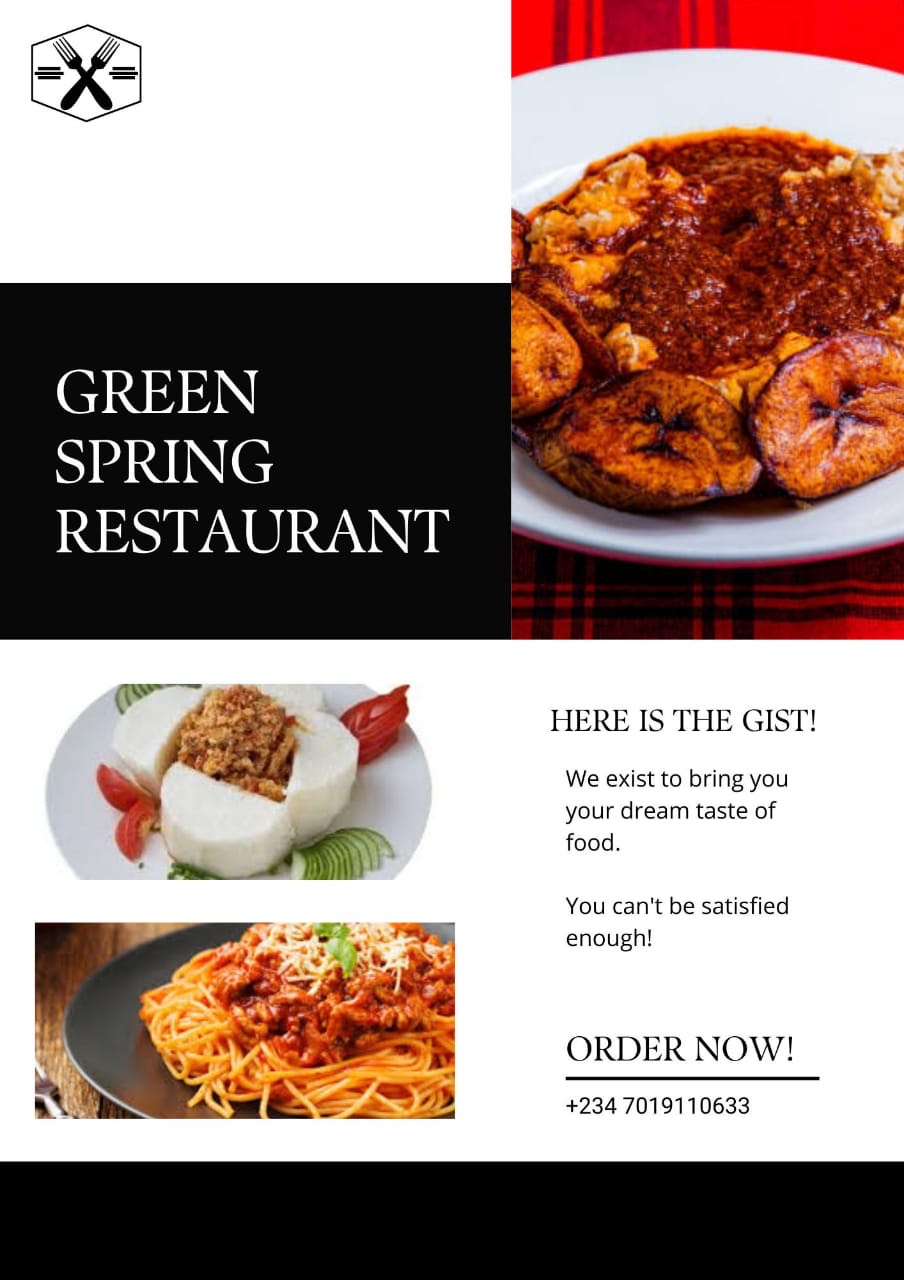 GREEN
SPRING
RESTAURANT
HERE IS THE GIST!
We exist to bring you
your dream taste of
food.
You can't be satisfied
enough!
ORDER NOW!
+234 7019110633